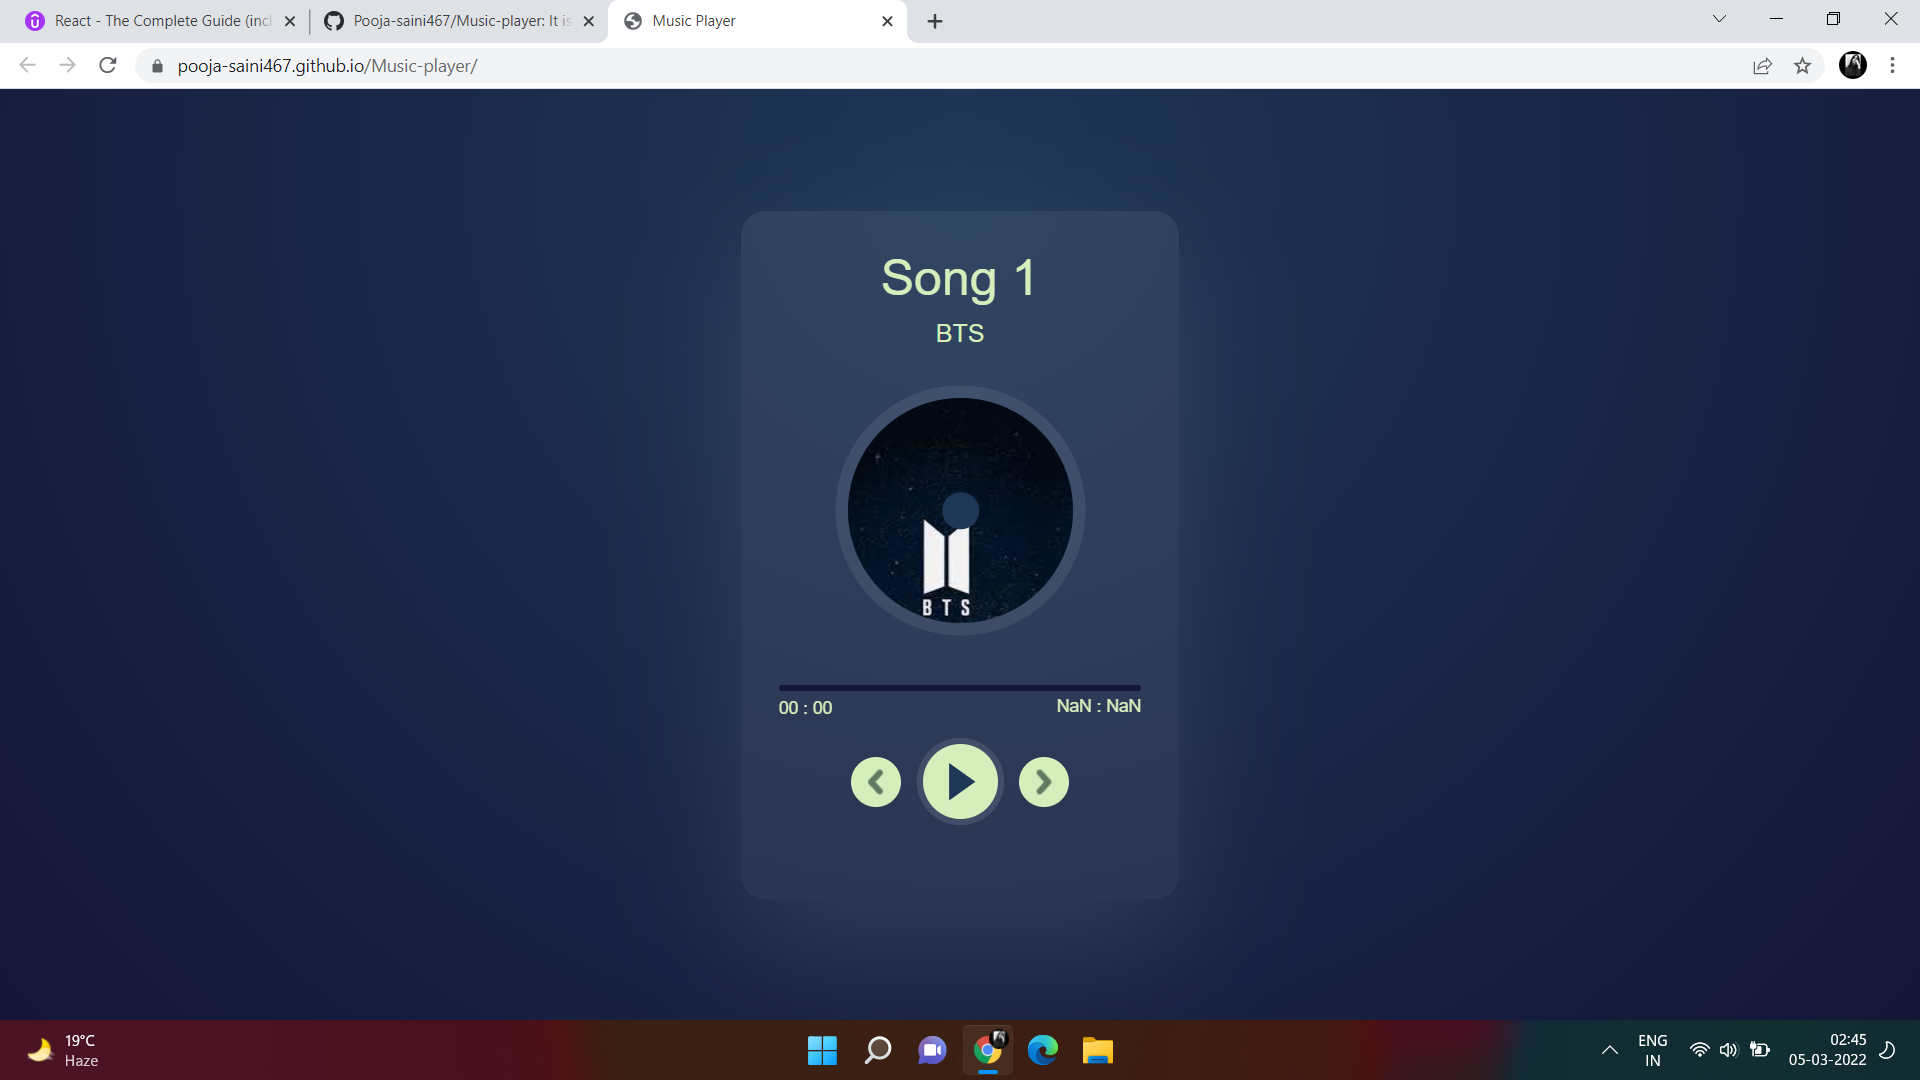 React - The Complete Guide (incl
Pooja-saini467/Music-player: It is
Music Player
pooja-saini467.github.io/Music-player/
Song 1
BTS
BTS
00 : 00
NaN : NaN
19°C
Haze
ENG
IN
02:45
05-03-2022